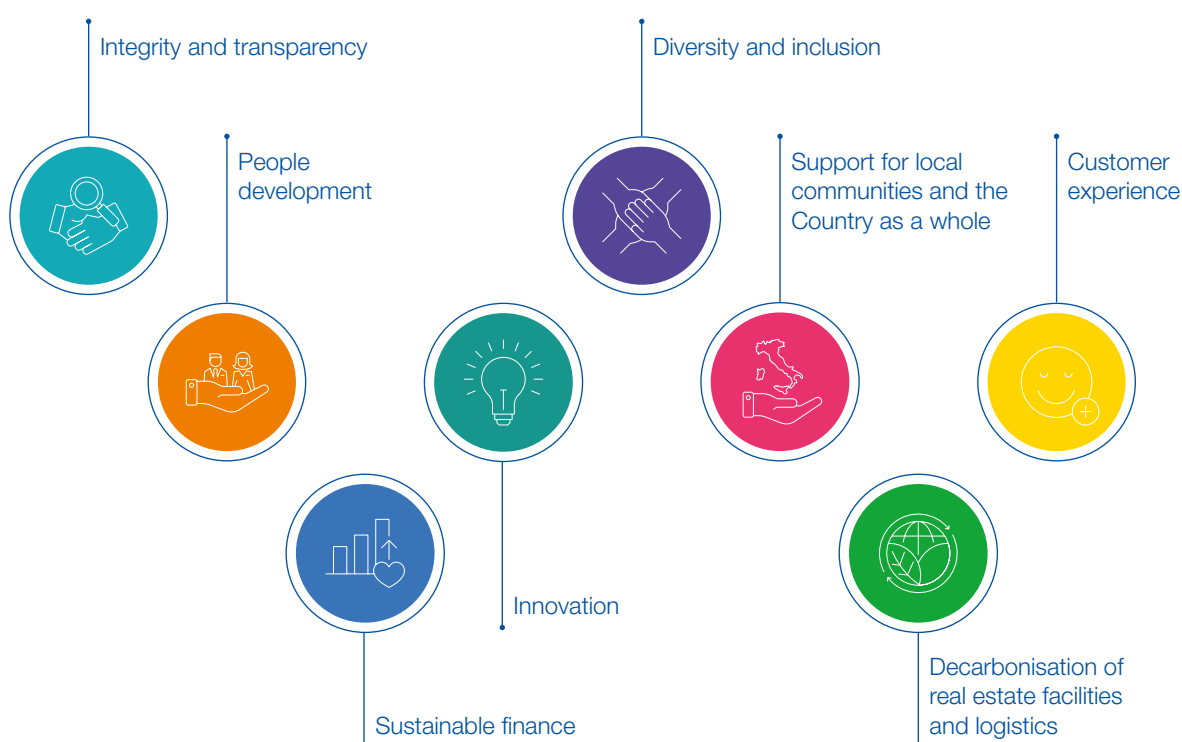 Integrity and transparency
People
development
Sustainable finance
Innovation
Diversity and inclusion
Support for local
communities and the
Country as a whole
Decarbonisation of
real estate facilities
and logistics
Customer
experience